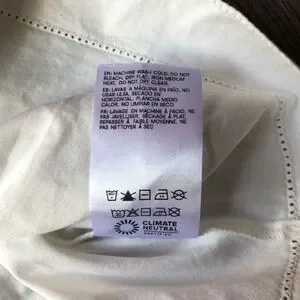 EN: MACHINE WASH COLD, DO NOT
BLEACH, DRY FLAT, IRON MEDIUM
HEAT, DO NOT DRY CLEAN
ES: LAVAR A MÁQUINA EN FRÍO, NO
USAR LEJÍA, SECADO EN
HORIZONTAL, PLANCHA MEDIO
CALOR, NO LIMPIAR EN SECO
FR: LAVAGE EN MACHINE À FROID, NE
PAS JAVELLISER, SÉCHAGE À PLAT,
REPASSER À FAIBLE MOYENNE, NE
PAS NETTOYER À SEC
CLIMATE
NEUTRAL
CERTIFIED